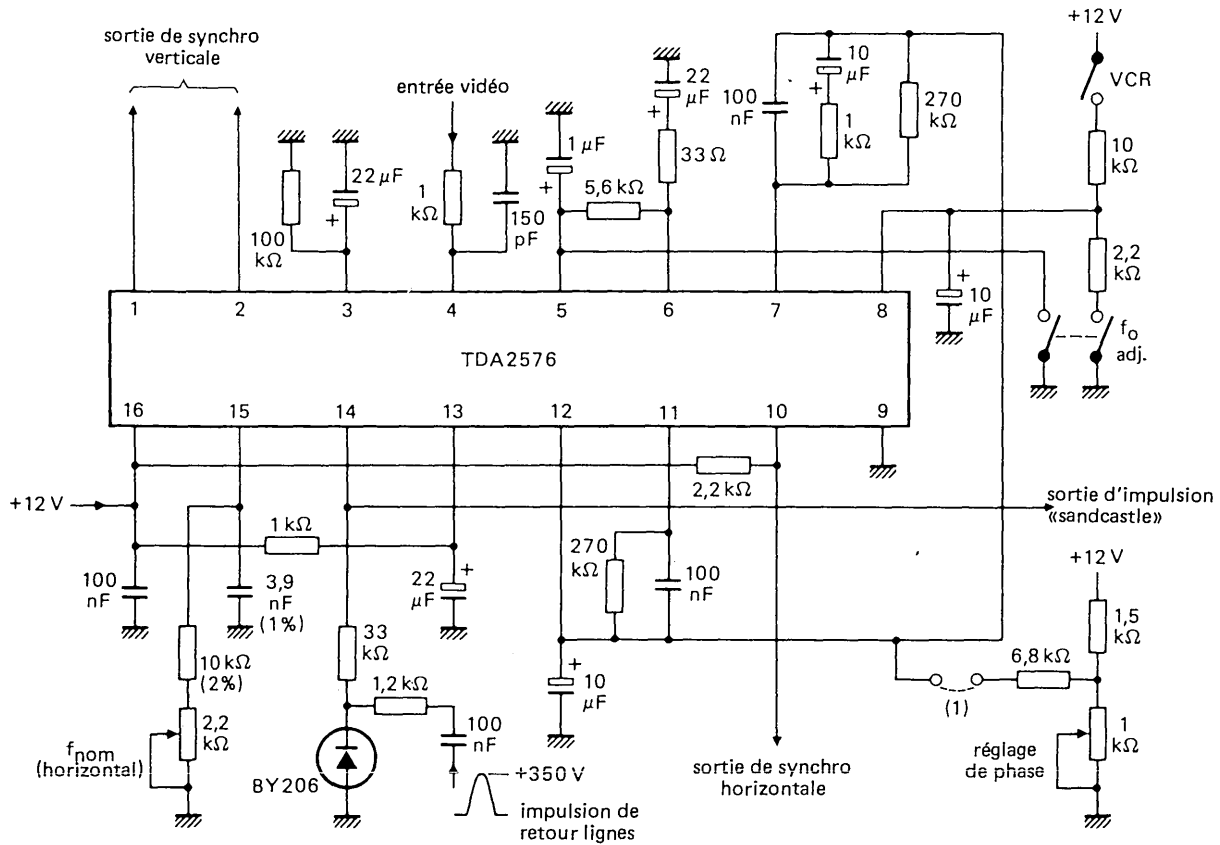 sortie de synchro
verticale
entrée vidéo
100
kΩ
22 μF
1
kΩ
150
pF
1 μF
5,6 kΩ
22
μF
33 Ω
100
nF
10
μF
1
kΩ
270
kΩ
+12 V
VCR
10
kΩ
2,2
kΩ
10
μF
fo
adj.
+
+
+
+
+
1 2 3 4 5 6 7 8
TDA2576
16 15 14 13 12 11 10 9
2,2 kΩ
+12 V
1 kΩ
100
nF
3,9
nF
(1%)
22
μF
+
270
kΩ
100
nF
sortie d'impulsion
«sandcastle»
+12 V
1,5
kΩ
6,8 kΩ
(1)
1
kΩ
réglage
de phase
10 kΩ
(2%)
2,2
kΩ
fnom
(horizontal)
33
kΩ
1,2 kΩ
100
nF
BY206
+350 V
impulsion de
retour lignes
+
10
μF
sortie de synchro
horizontale